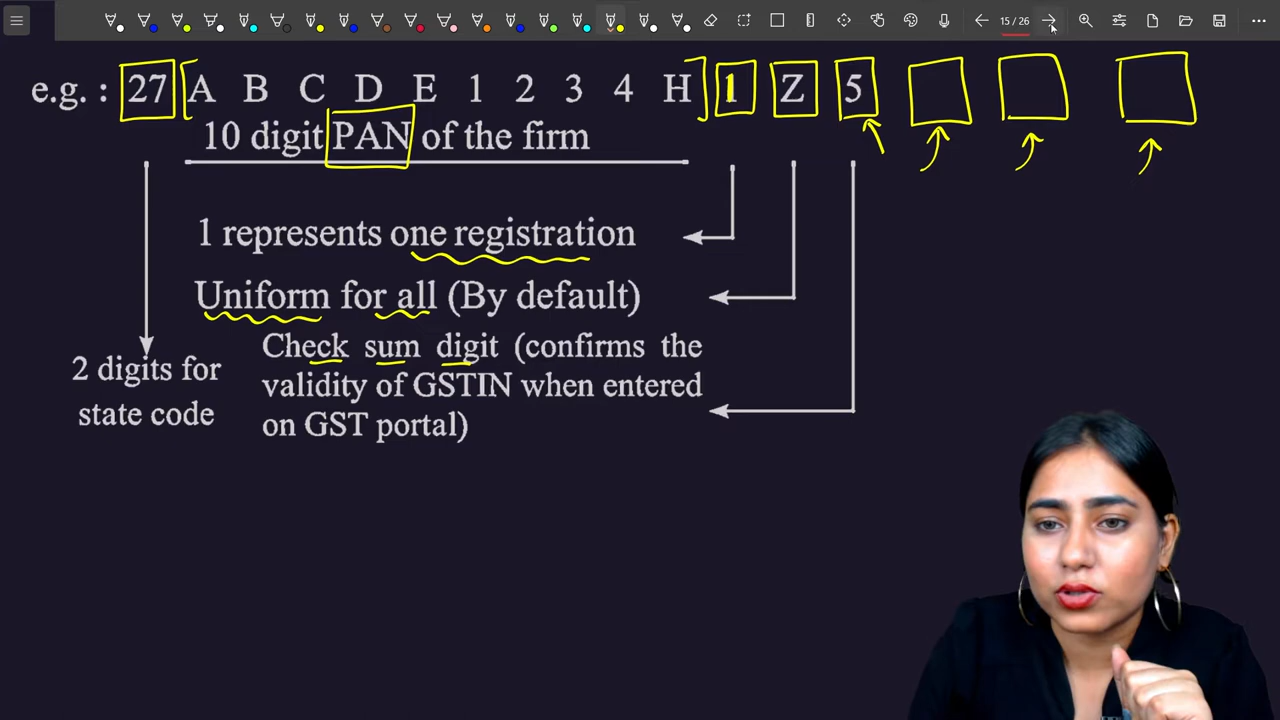 15 / 26
e.g. : 27 A B C D E 1 2 3 4 H 1 Z 5
10 digit PAN of the firm
1 represents one registration
Uniform for all (By default)
2 digits for
state code
Check sum digit (confirms the
validity of GSTIN when entered
on GST portal)